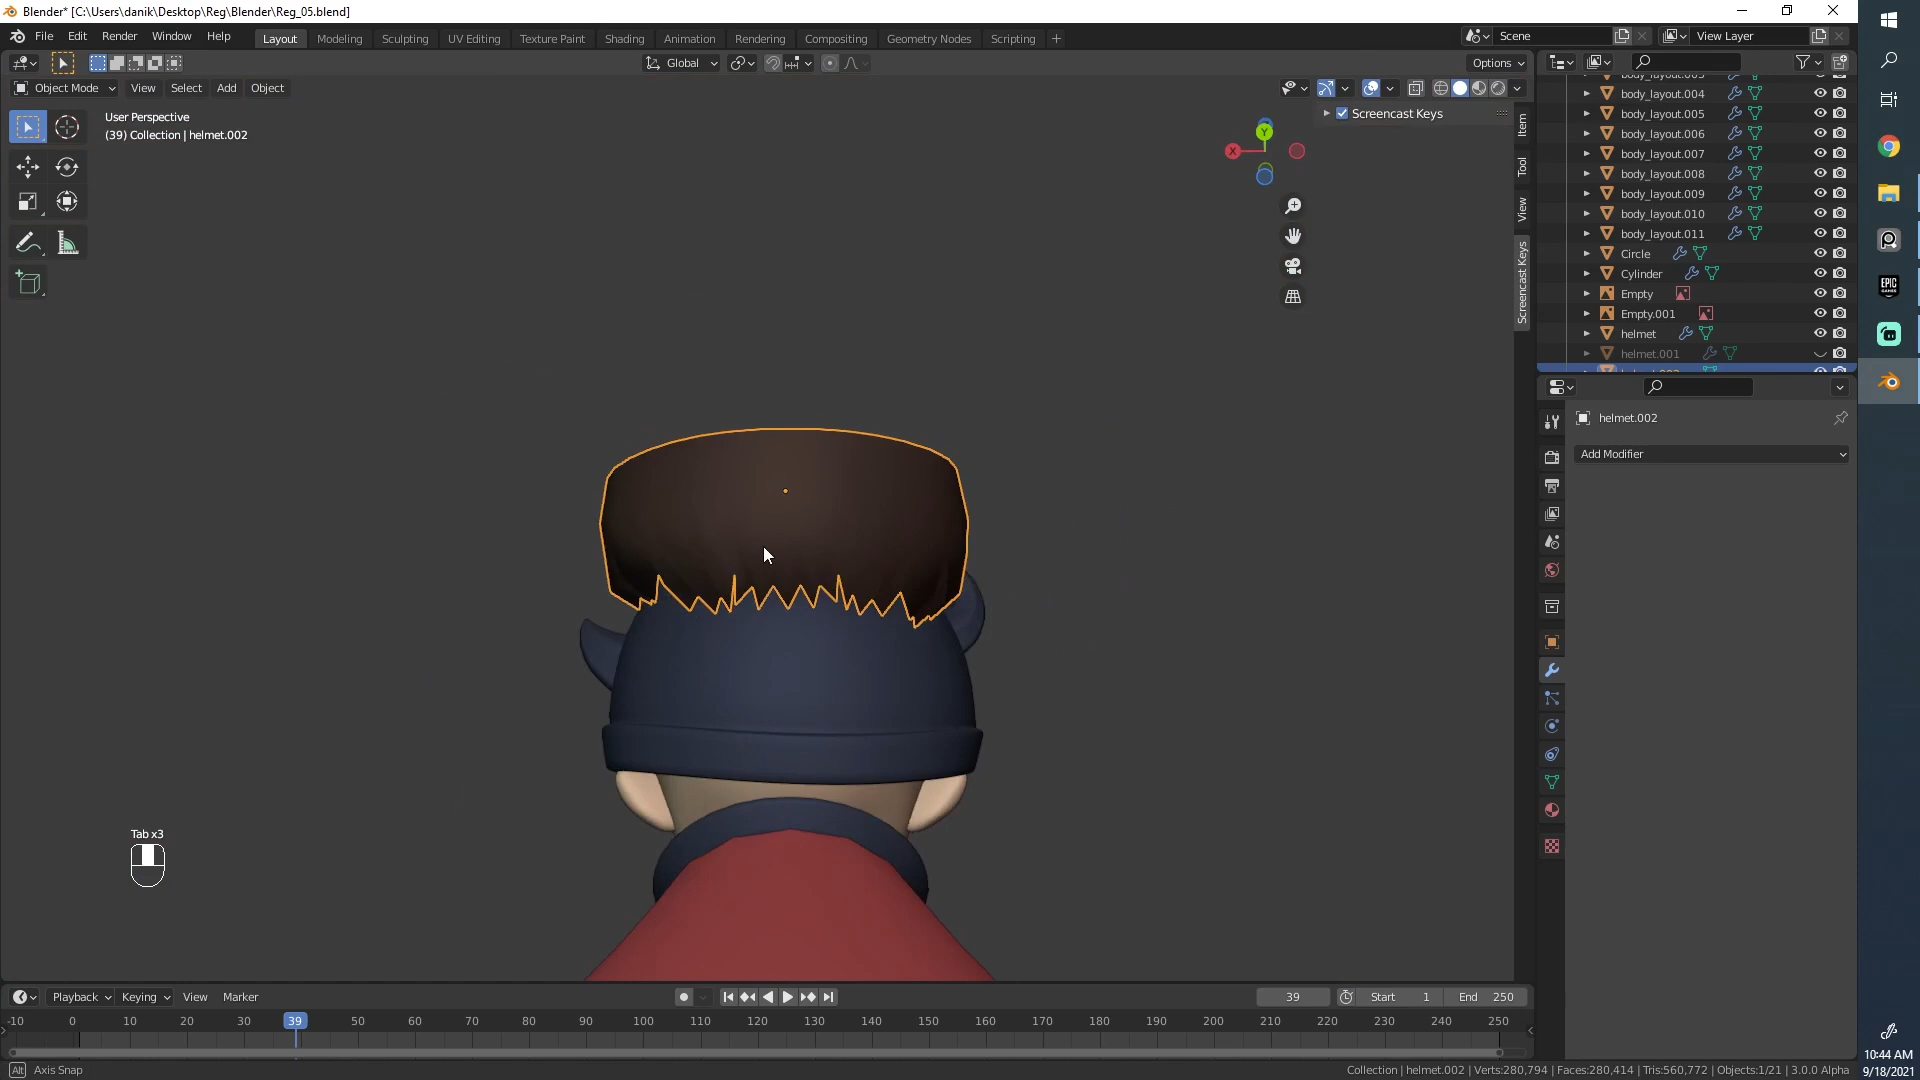 Blender* [C:\Users\danik\Desktop\Reg\Blender\Reg_05.blend]
File Edit Render Window Help Layout Modeling Sculpting UV Editing Texture Paint Shading Animation Rendering Compositing Geometry Nodes Scripting + Scene View Layer
Global Options
Object Mode View Select Add Object
User Perspective
(39) Collection | helmet.002
Screencast Keys
Item
Tool
View
Screencast Keys
X
Y
body_layout.003
body_layout.004
body_layout.005
body_layout.006
body_layout.007
body_layout.008
body_layout.009
body_layout.010
body_layout.011
Circle
Cylinder
Empty
Empty.001
helmet
helmet.001
helmet.002
Add Modifier
EPIC
GAMES
Tab x3
Playback Keying View Marker 39 Start 1 End 250
-10 0 10 20 30 39 50 60 70 80 90 100 110 120 130 140 150 160 170 180 190 200 210 220 230 240 250
Alt Axis Snap
Collection | helmet.002 | Verts:280,794 | Faces:280,414 | Tris:560,772 | Objects:1/21 | 3.0.0 Alpha
10:44 AM
9/18/2021